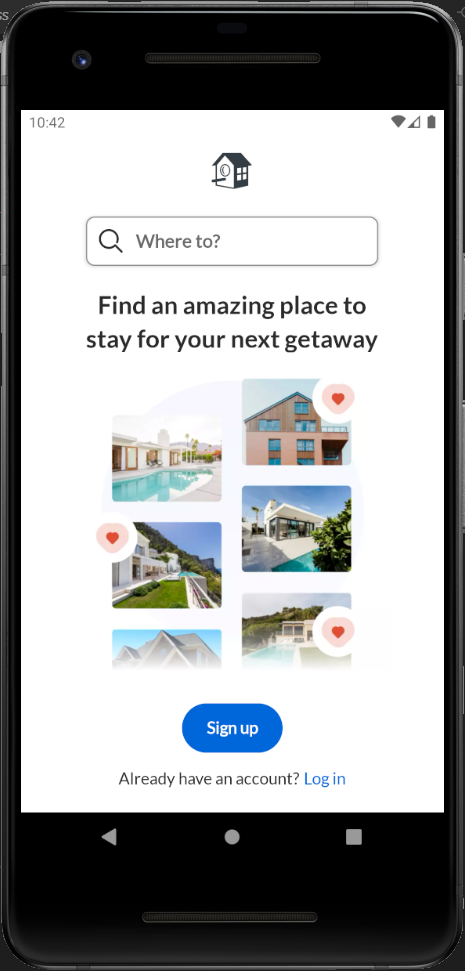 10:42
Where to?
Find an amazing place to
stay for your next getaway
Sign up
Already have an account? Log in